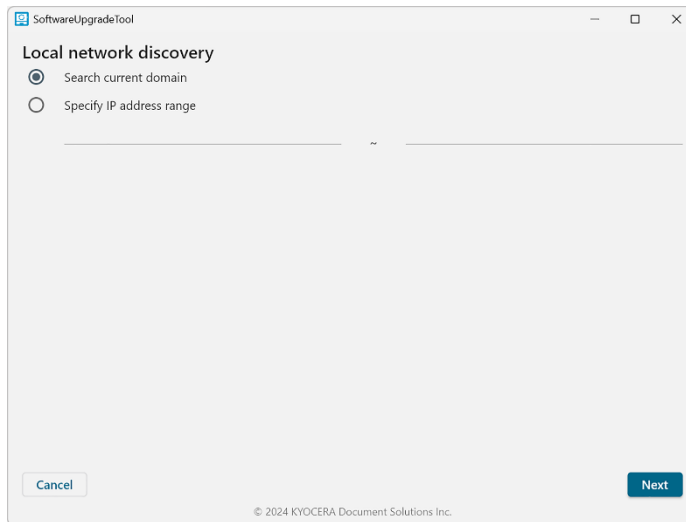 SoftwareUpgradeTool
Local network discovery
Search current domain
Specify IP address range
~
Cancel
Next
© 2024 KYOCERA Document Solutions Inc.